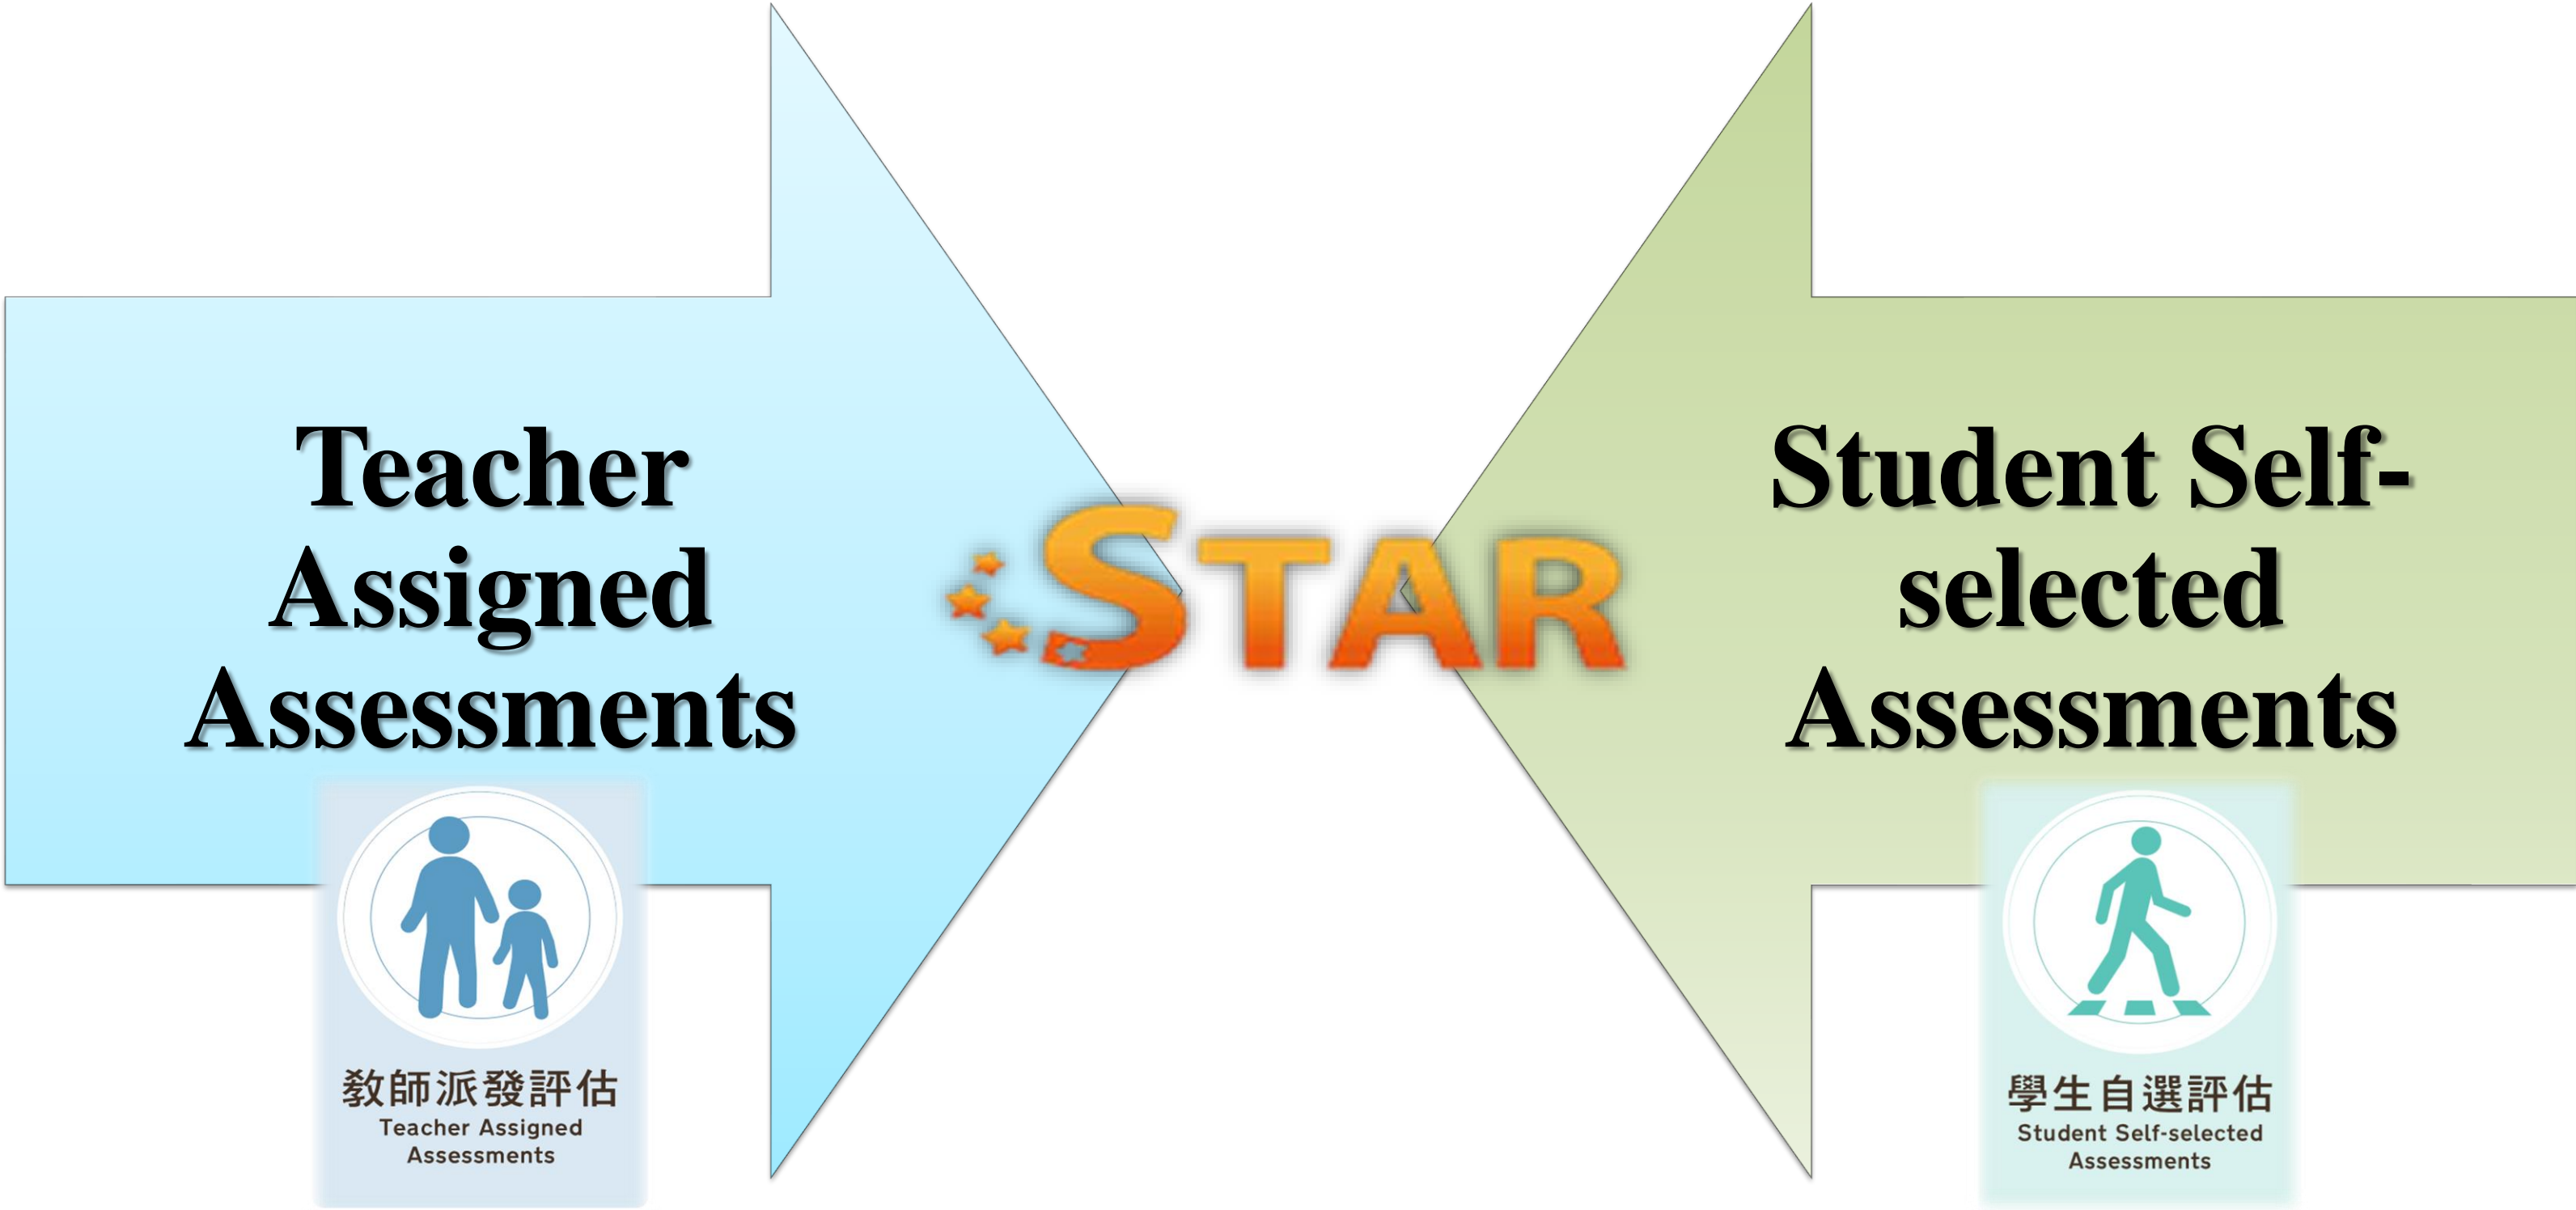 Teacher
Assigned
Assessments
教師派發評估
Teacher Assigned
Assessments
STAR
Student Self-
selected
Assessments
學生自選評估
Student Self-selected
Assessments